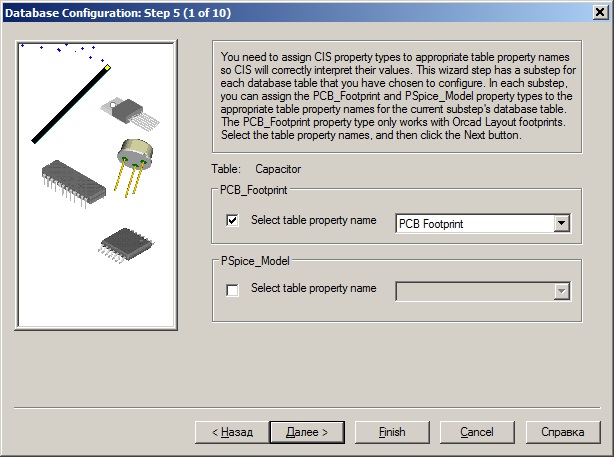 Database Configuration: Step 5 (1 of 10)
You need to assign CIS property types to appropriate table property names
so CIS will correctly interpret their values. This wizard step has a substep for
each database table that you have chosen to configure. In each substep,
you can assign the PCB_Footprint and PSpice_Model property types to the
appropriate table property names for the current substep's database table.
The PCB_Footprint property type only works with Orcad Layout footprints.
Select the table property names, and then click the Next button.
Table: Capacitor
PCB_Footprint
Select table property name PCB Footprint
PSpice_Model
Select table property name
< Назад Далее > Finish Cancel Справка